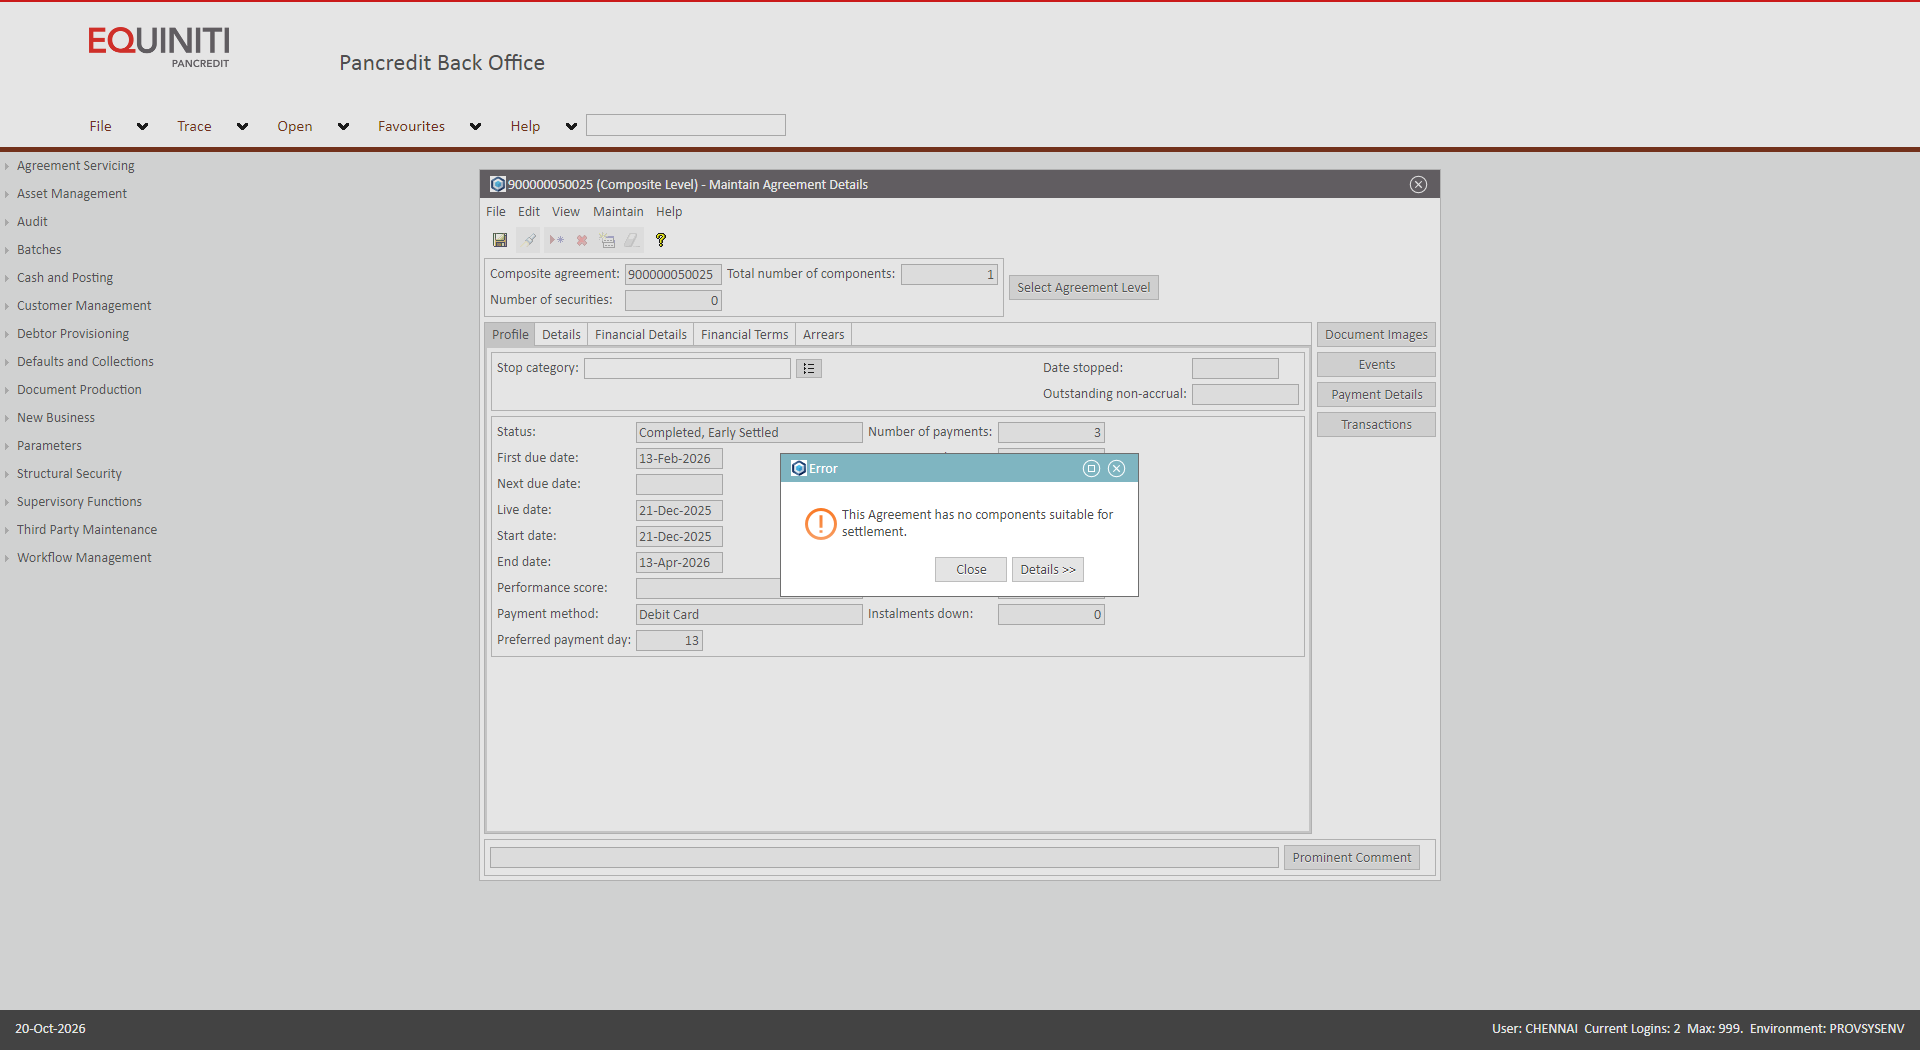 EQUINITI
PANCREDIT
Pancredit Back Office
File Trace Open Favourites Help
Agreement Servicing
Asset Management
Audit
Batches
Cash and Posting
Customer Management
Debtor Provisioning
Defaults and Collections
Document Production
New Business
Parameters
Structural Security
Supervisory Functions
Third Party Maintenance
Workflow Management
900000050025 (Composite Level) - Maintain Agreement Details
File Edit View Maintain Help
Composite agreement: 900000050025 Total number of components: 1
Number of securities: 0
Select Agreement Level
Profile Details Financial Details Financial Terms Arrears
Stop category: Date stopped:
Outstanding non-accrual:
Status: Completed, Early Settled Number of payments: 3
First due date: 13-Feb-2026
Next due date:
Live date: 21-Dec-2025
Start date: 21-Dec-2025
End date: 13-Apr-2026
Performance score:
Payment method: Debit Card Instalments down: 0
Preferred payment day: 13
Document Images
Events
Payment Details
Transactions
Error
This Agreement has no components suitable for
settlement.
Close Details >>
Prominent Comment
20-Oct-2026
User: CHENNAI Current Logins: 2 Max: 999. Environment: PROVSYSENV